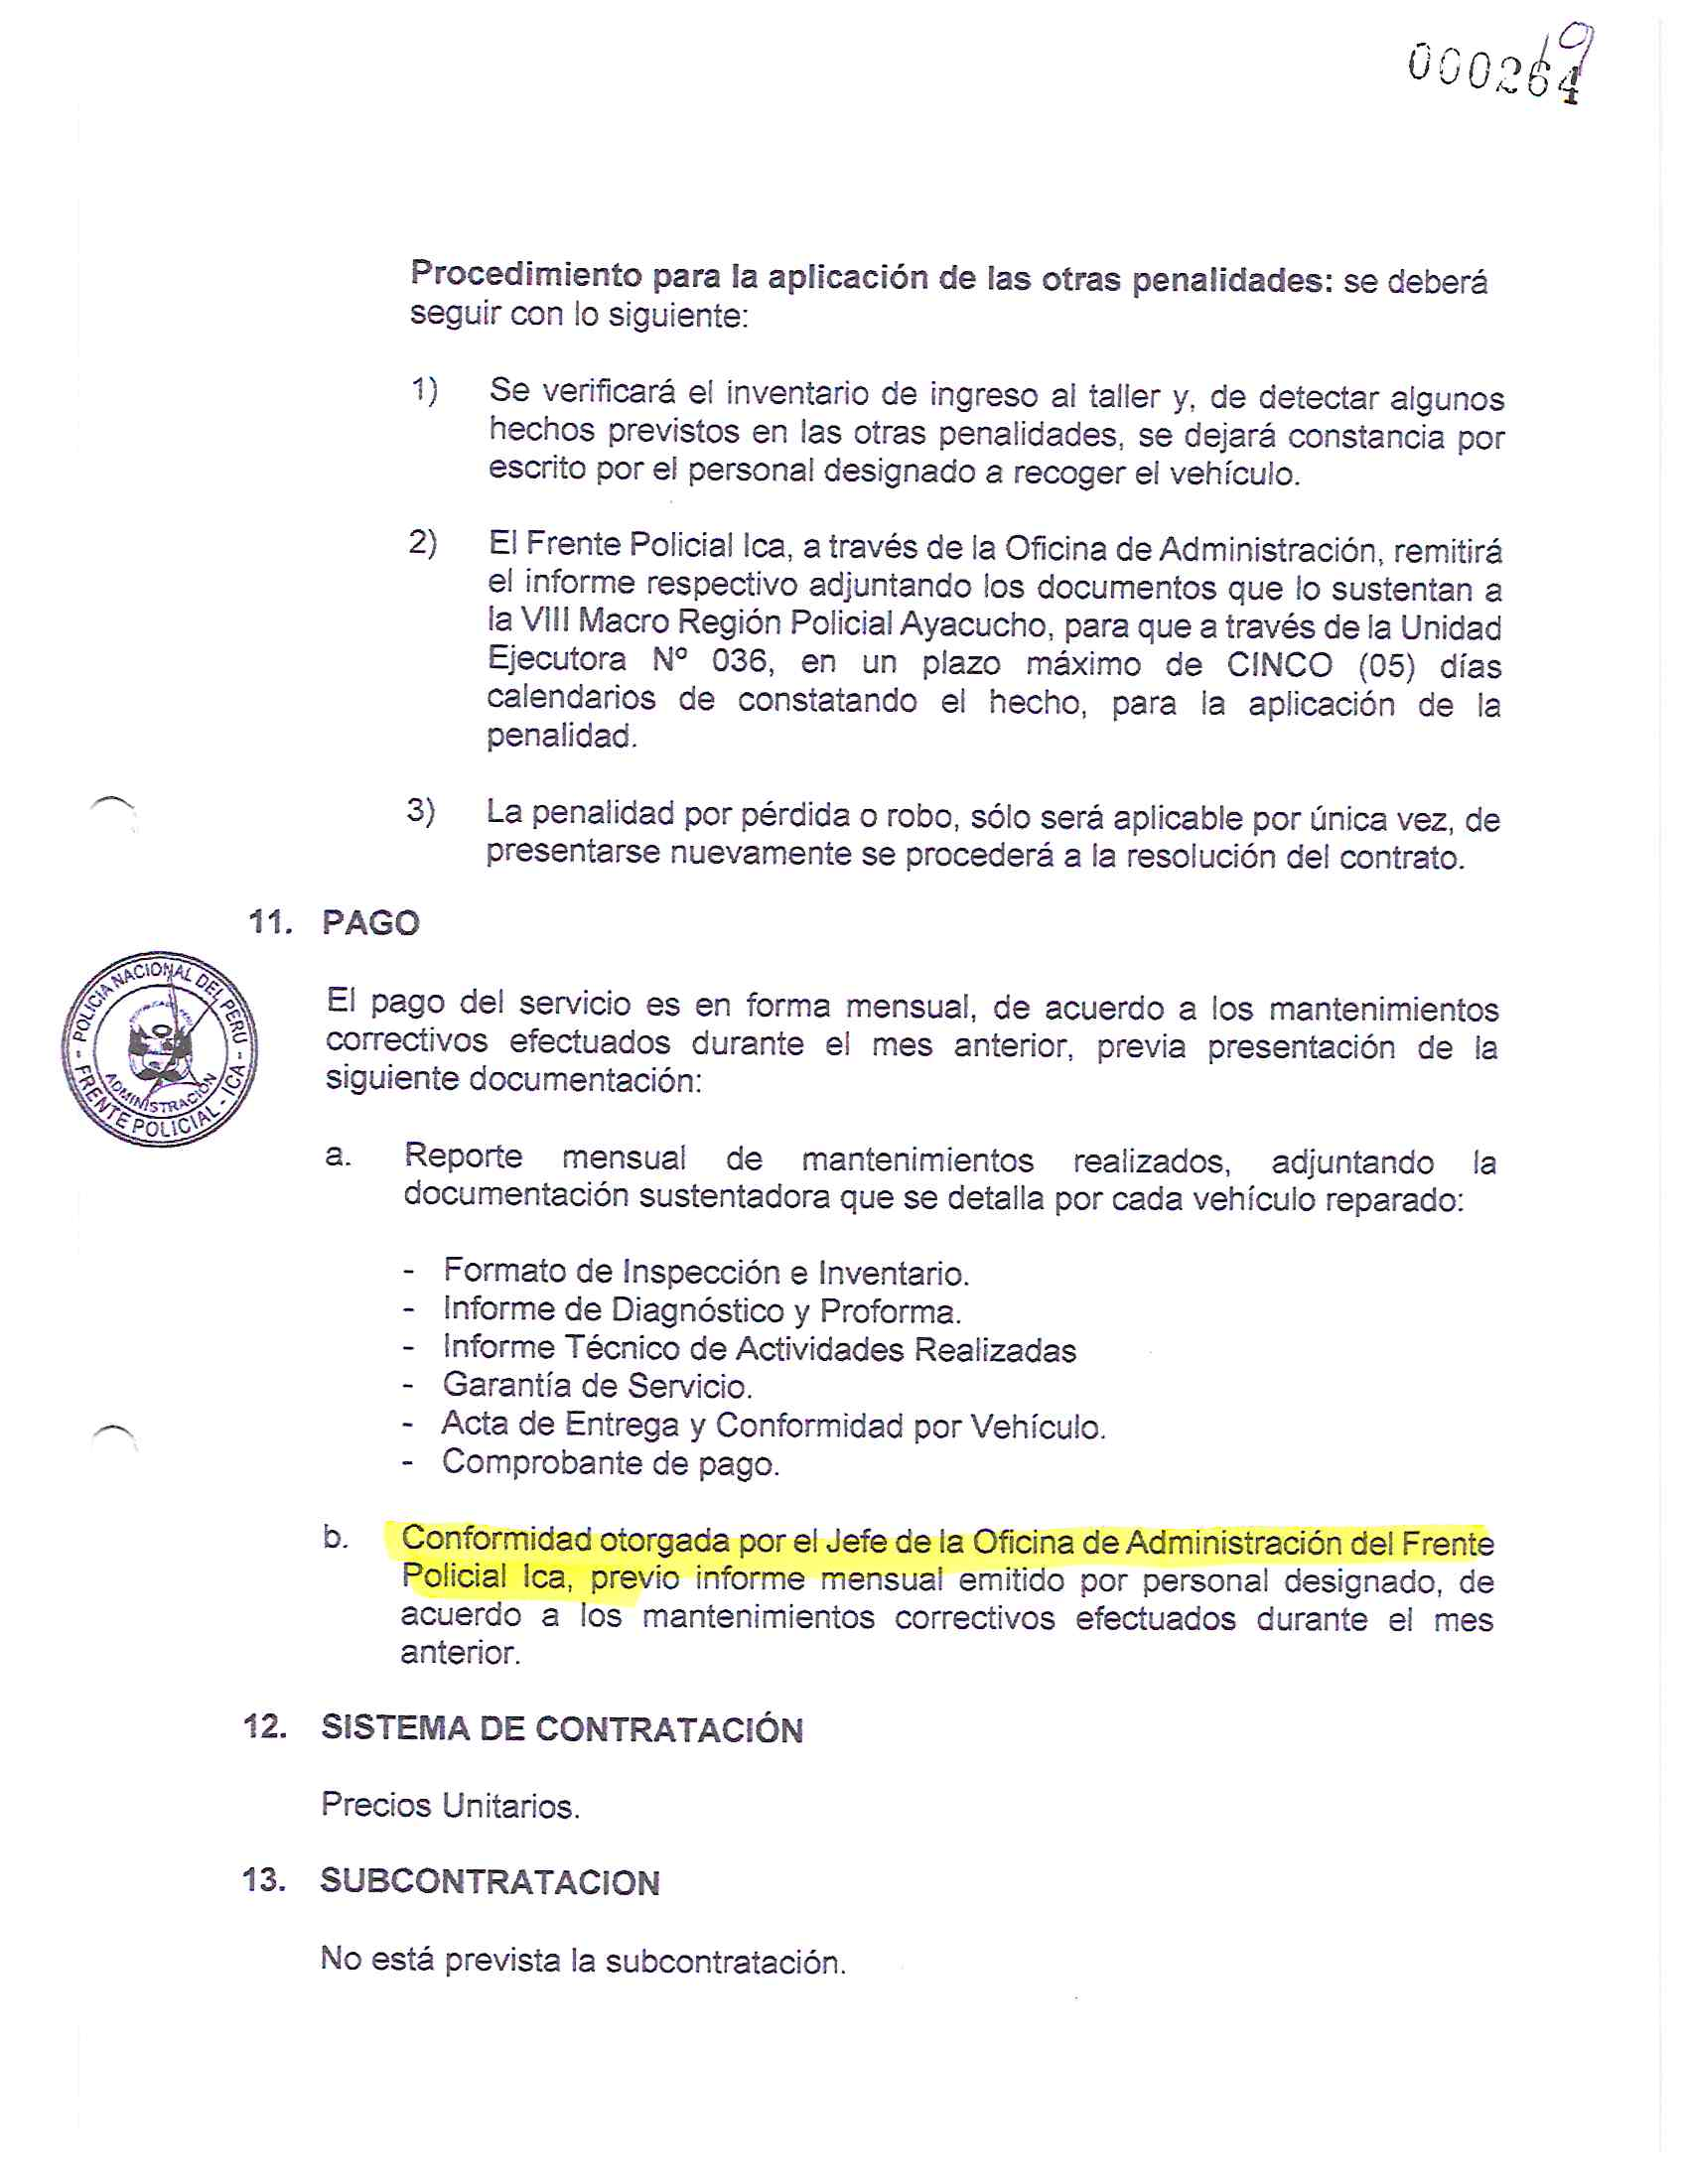 000264
Procedimiento para la aplicación de las otras penalidades: se deberá
seguir con lo siguiente:
1) Se verificará el inventario de ingreso al taller y, de detectar algunos
hechos previstos en las otras penalidades, se dejará constancia por
escrito por el personal designado a recoger el vehículo.
2) El Frente Policial Ica, a través de la Oficina de Administración, remitirá
el informe respectivo adjuntando los documentos que lo sustentan a
la VIII Macro Región Policial Ayacucho, para que a través de la Unidad
Ejecutora Nº 036, en un plazo máximo de CINCO (05) días
calendarios de constatando el hecho, para la aplicación de la
penalidad.
3) La penalidad por pérdida o robo, sólo será aplicable por única vez, de
presentarse nuevamente se procederá a la resolución del contrato.
11. PAGO
POLICIA NACIONAL DEL PERU
ADMINISTRACIÓN
- FRENTE POLICIAL - ICA -
El pago del servicio es en forma mensual, de acuerdo a los mantenimientos
correctivos efectuados durante el mes anterior, previa presentación de la
siguiente documentación:
a. Reporte mensual de mantenimientos realizados, adjuntando la
documentación sustentadora que se detalla por cada vehículo reparado:
- Formato de Inspección e Inventario.
- Informe de Diagnóstico y Proforma.
- Informe Técnico de Actividades Realizadas
- Garantía de Servicio.
- Acta de Entrega y Conformidad por Vehículo.
- Comprobante de pago.
b. Conformidad otorgada por el Jefe de la Oficina de Administración del Frente
Policial Ica, previo informe mensual emitido por personal designado, de
acuerdo a los mantenimientos correctivos efectuados durante el mes
anterior.
12. SISTEMA DE CONTRATACIÓN
Precios Unitarios.
13. SUBCONTRATACION
No está prevista la subcontratación.